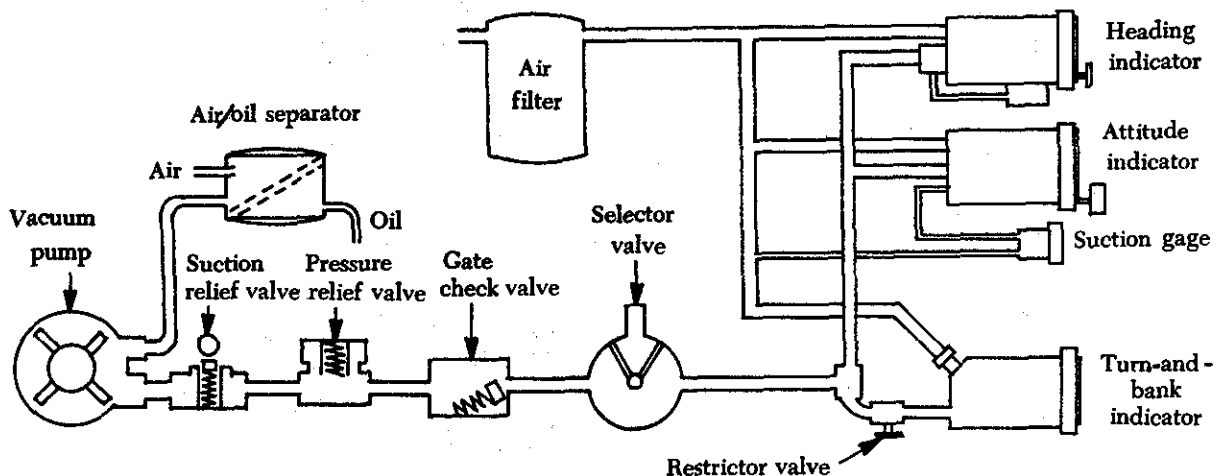 Heading
indicator
Air
filter
Air/oil separator
Attitude
indicator
Air
Vacuum
pump
Oil
Selector
valve
Suction gage
Suction
relief valve
Pressure
relief valve
Gate
check valve
Turn-and-
bank
indicator
Restrictor valve